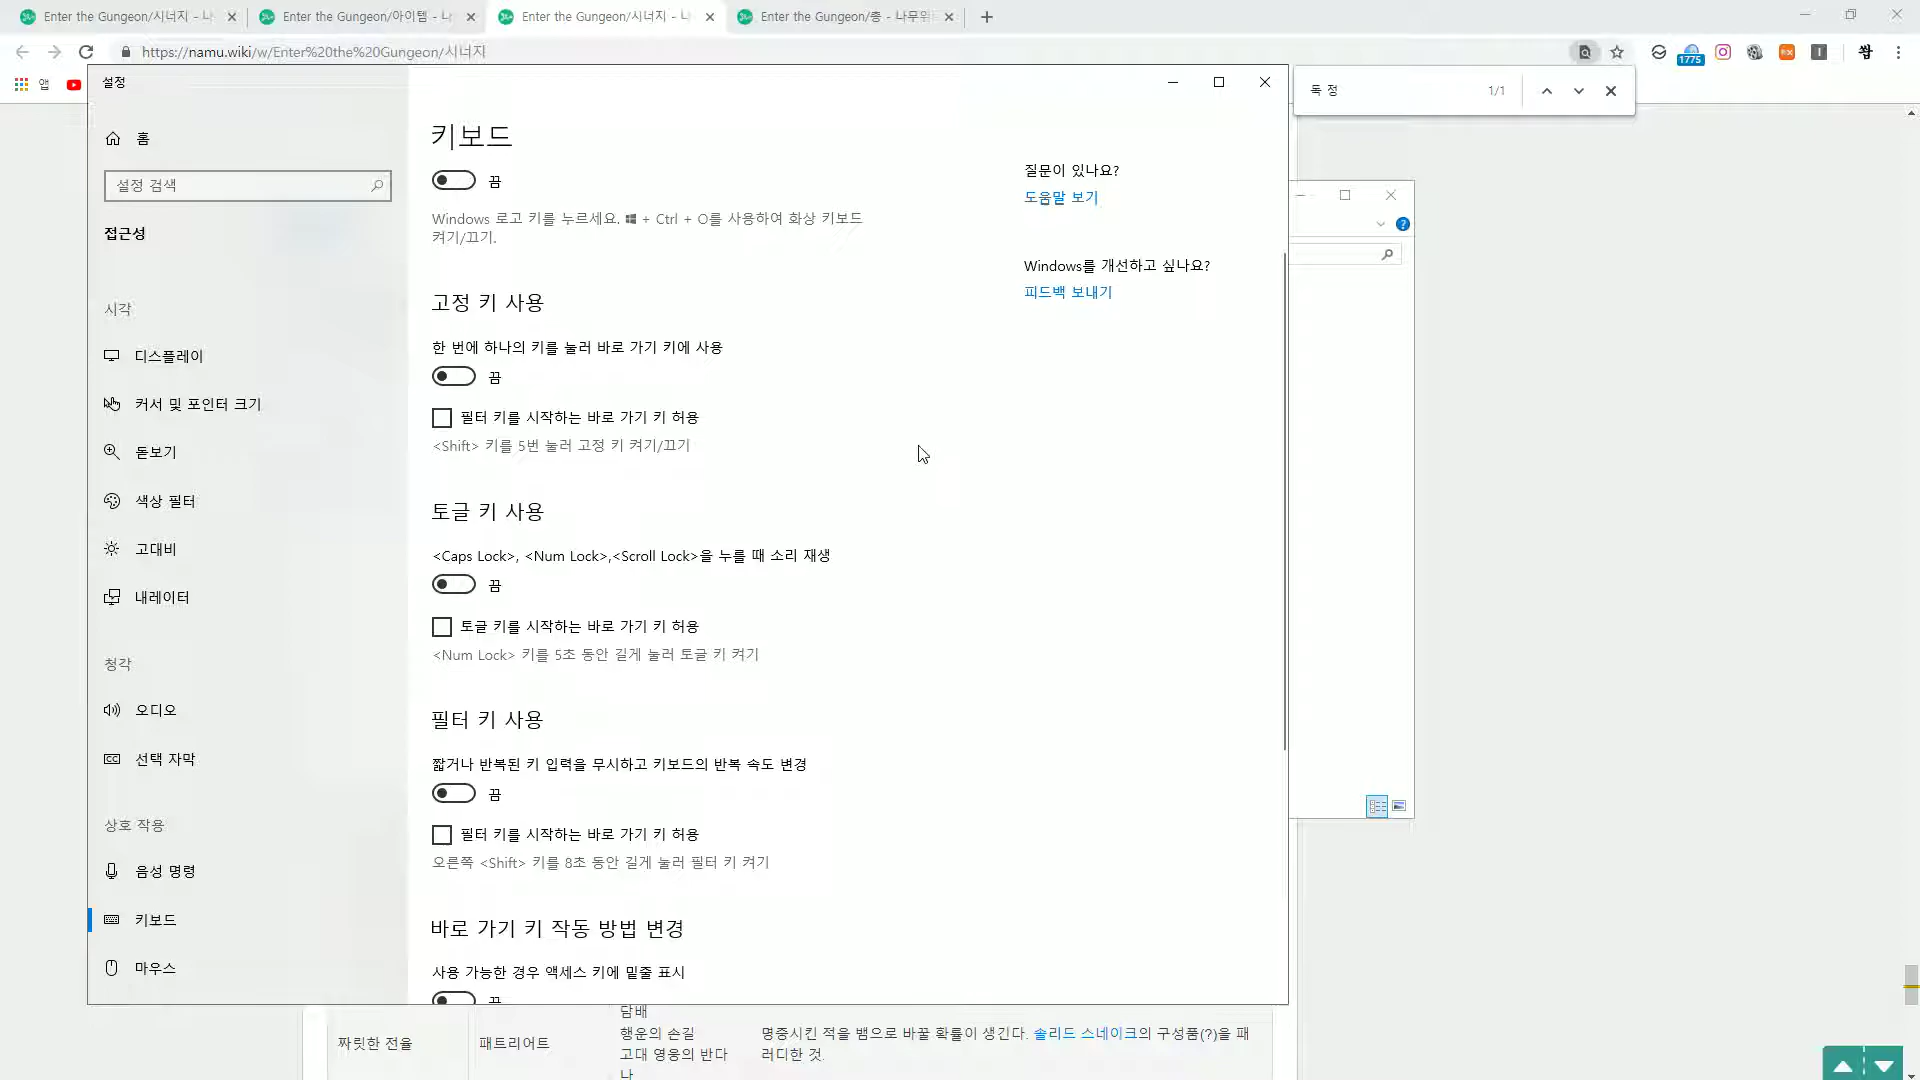 Enter the Gungeon/시너지 - 나
Enter the Gungeon/아이템 - 나
Enter the Gungeon/시너지 - 나
Enter the Gungeon/총 - 나무위
https://namu.wiki/w/Enter%20the%20Gungeon/시너지
1775
앱
독 정
1/1
설정
홈
설정 검색
접근성
시각
디스플레이
커서 및 포인터 크기
돋보기
색상 필터
고대비
내레이터
청각
오디오
선택 자막
상호 작용
음성 명령
키보드
마우스
키보드
끔
Windows 로고 키를 누르세요. + Ctrl + O를 사용하여 화상 키보드
켜기/끄기.
고정 키 사용
한 번에 하나의 키를 눌러 바로 가기 키에 사용
끔
필터 키를 시작하는 바로 가기 키 허용
<Shift> 키를 5번 눌러 고정 키 켜기/끄기
토글 키 사용
<Caps Lock>, <Num Lock>,<Scroll Lock>을 누를 때 소리 재생
끔
토글 키를 시작하는 바로 가기 키 허용
<Num Lock> 키를 5초 동안 길게 눌러 토글 키 켜기
필터 키 사용
짧거나 반복된 키 입력을 무시하고 키보드의 반복 속도 변경
끔
필터 키를 시작하는 바로 가기 키 허용
오른쪽 <Shift> 키를 8초 동안 길게 눌러 필터 키 켜기
바로 가기 키 작동 방법 변경
사용 가능한 경우 액세스 키에 밑줄 표시
끔
질문이 있나요?
도움말 보기
Windows를 개선하고 싶나요?
피드백 보내기
짜릿한 전율
패트리어트
담배
행운의 손길
고대 영웅의 반다
나
명중시킨 적을 뱀으로 바꿀 확률이 생긴다. 솔리드 스네이크의 구성품(?)을 패
러디한 것.